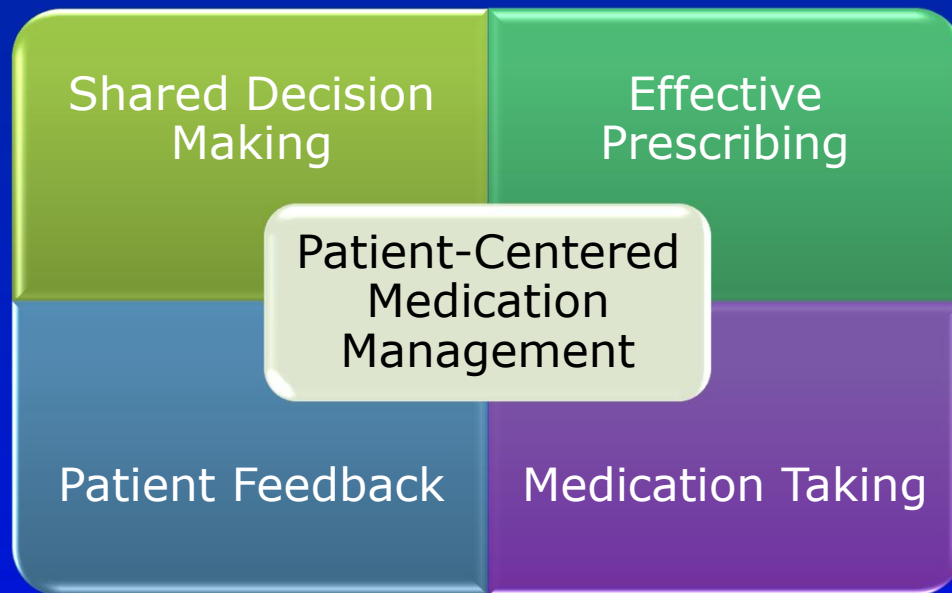 Shared Decision
Making
Effective
Prescribing
Patient-Centered
Medication
Management
Patient Feedback
Medication Taking